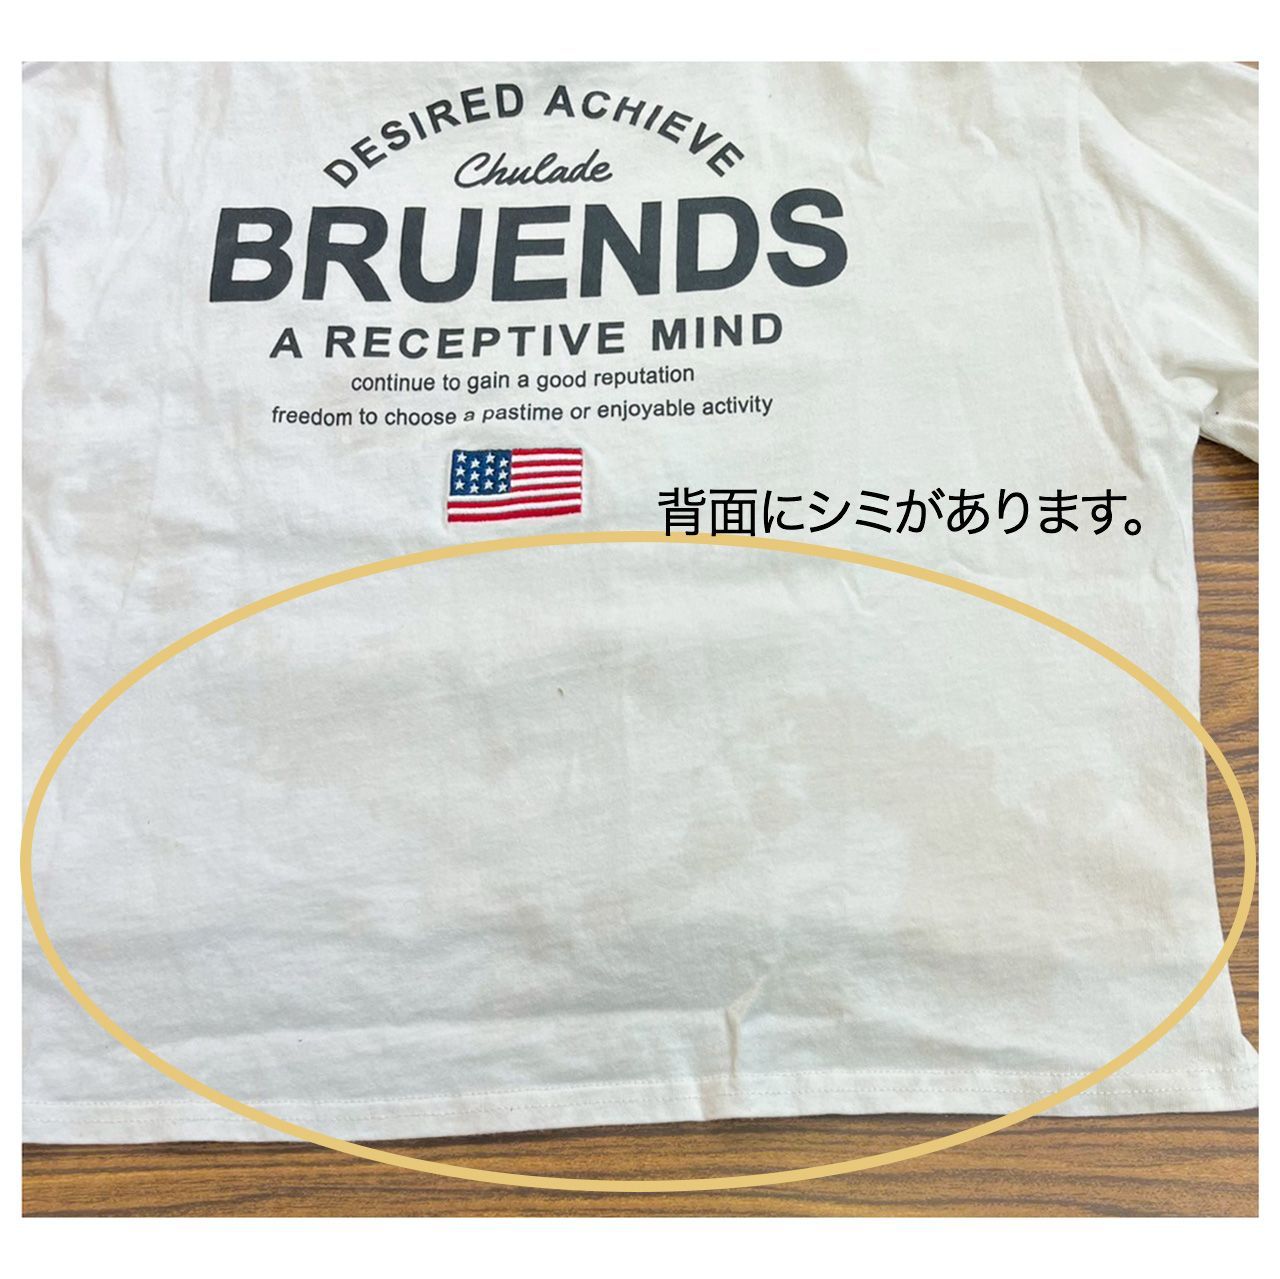 DESIRED ACHIEVE
Chulade
BRUENDS
A RECEPTIVE MIND
continue to gain a good reputation
freedom to choose a pastime or enjoyable activity
背面にシミがあります。